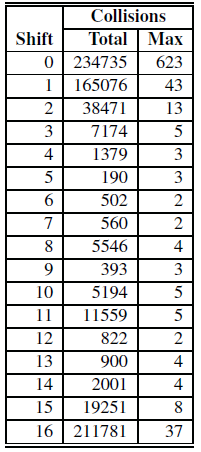 Collisions
Shift Total Max
0 234735 623
1 165076 43
2 38471 13
3 7174 5
4 1379 3
5 190 3
6 502 2
7 560 2
8 5546 4
9 393 3
10 5194 5
11 11559 5
12 822 2
13 900 4
14 2001 4
15 19251 8
16 211781 37